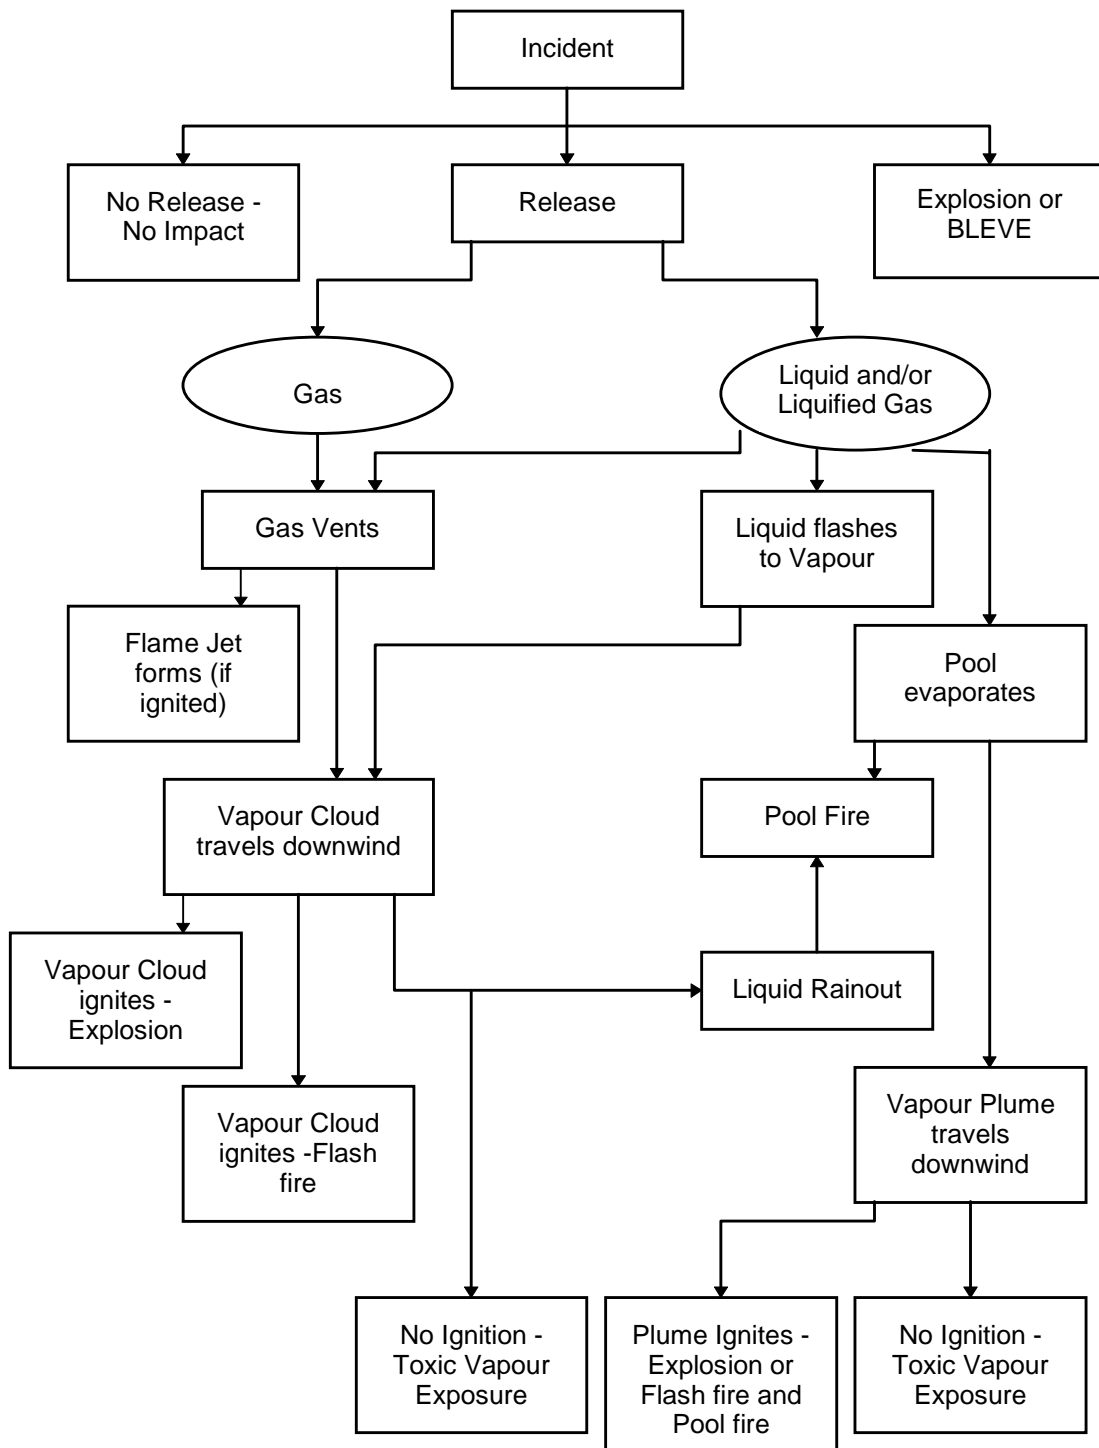 Incident
No Release -
No Impact
Release
Explosion or
BLEVE
Gas
Liquid and/or
Liquified Gas
Gas Vents
Liquid flashes
to Vapour
Flame Jet
forms (if
ignited)
Pool
evaporates
Vapour Cloud
travels downwind
Pool Fire
Vapour Cloud
ignites -
Explosion
Liquid Rainout
Vapour Cloud
ignites -Flash
fire
Vapour Plume
travels
downwind
No Ignition -
Toxic Vapour
Exposure
Plume Ignites -
Explosion or
Flash fire and
Pool fire
No Ignition -
Toxic Vapour
Exposure